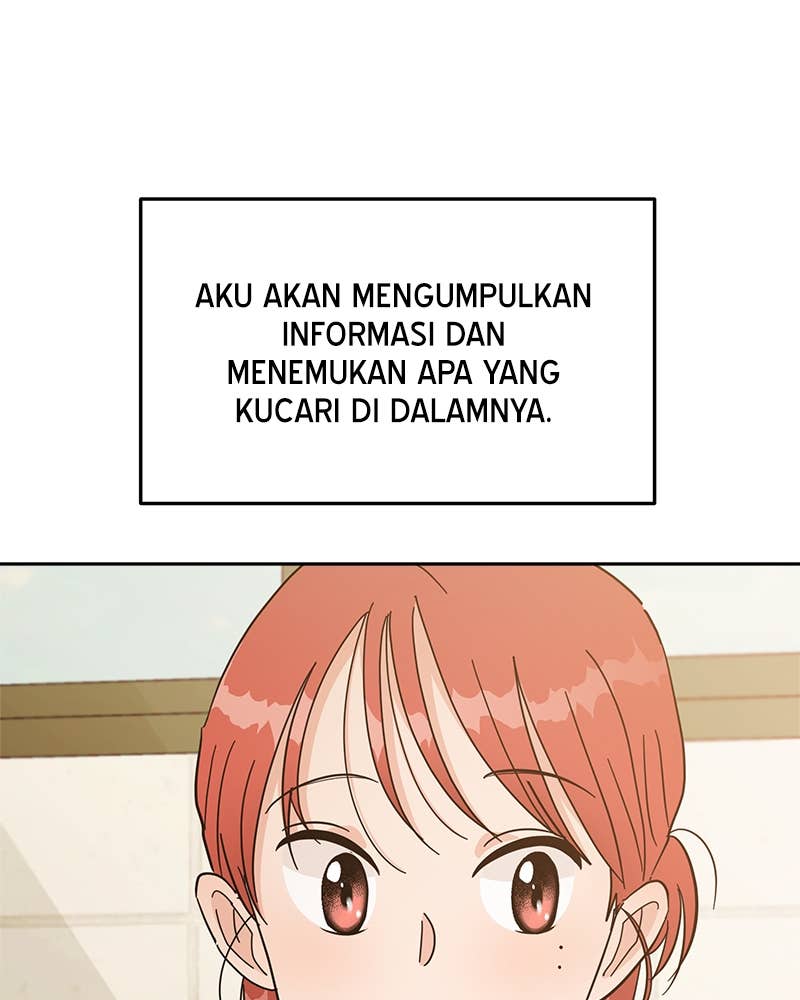 AKU AKAN MENGUMPULKAN
INFORMASI DAN
MENEMUKAN APA YANG
KUCARI DI DALAMNYA.